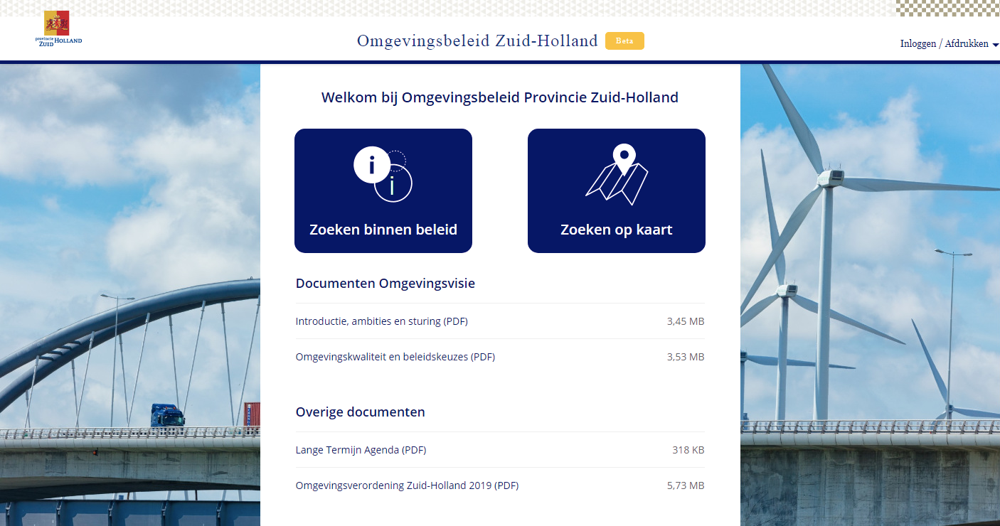 provincie
ZUID HOLLAND
Omgevingsbeleid Zuid-Holland Beta
Inloggen / Afdrukken
Welkom bij Omgevingsbeleid Provincie Zuid-Holland
Zoeken binnen beleid
Zoeken op kaart
Documenten Omgevingsvisie
Introductie, ambities en sturing (PDF) 3,45 MB
Omgevingskwaliteit en beleidskeuzes (PDF) 3,53 MB
Overige documenten
Lange Termijn Agenda (PDF) 318 KB
Omgevingsverordening Zuid-Holland 2019 (PDF) 5,73 MB